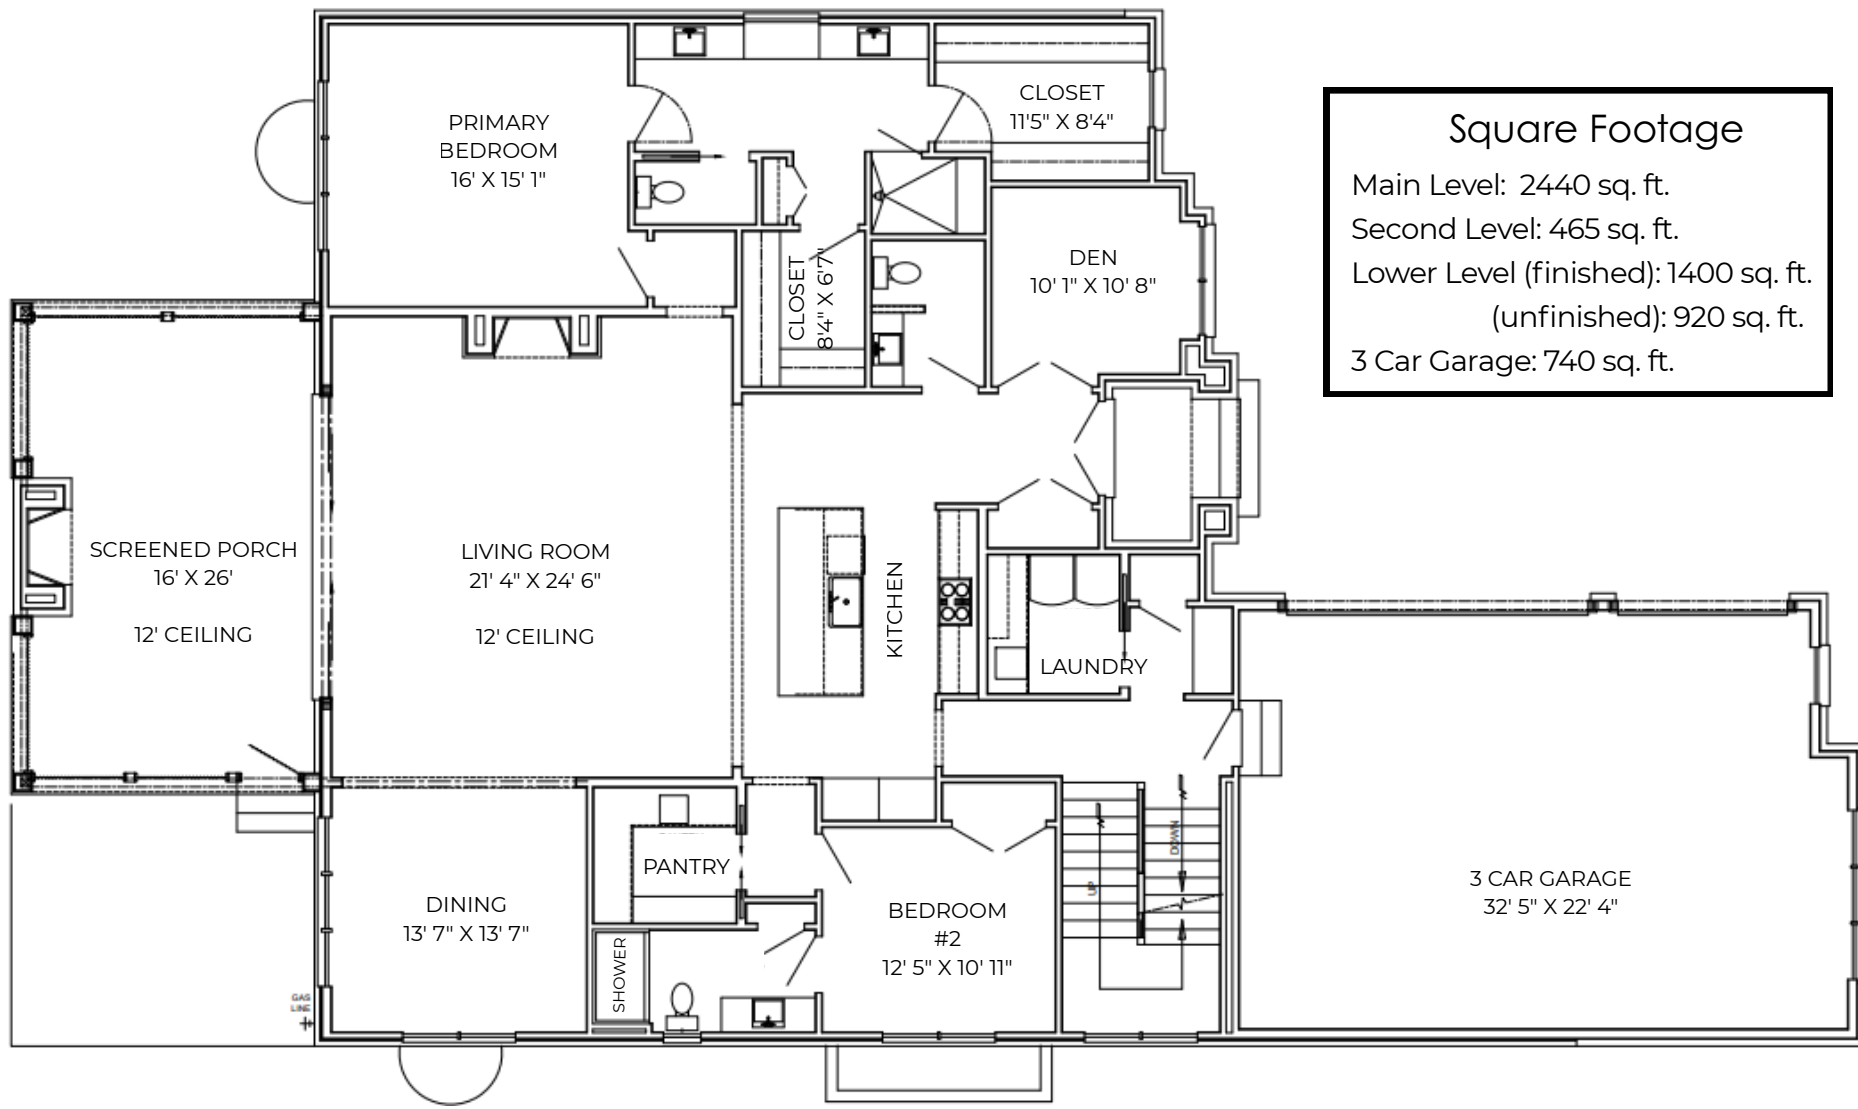 PRIMARY
BEDROOM
16' X 15' 1"
CLOSET
11'5" X 8'4"
Square Footage
Main Level: 2440 sq. ft.
Second Level: 465 sq. ft.
Lower Level (finished): 1400 sq. ft.
(unfinished): 920 sq. ft.
3 Car Garage: 740 sq. ft.
CLOSET
8'4" X 6'7"
DEN
10' 1" X 10' 8"
SCREENED PORCH
16' X 26'
12' CEILING
LIVING ROOM
21' 4" X 24' 6"
12' CEILING
KITCHEN
LAUNDRY
PANTRY
DINING
13' 7" X 13' 7"
SHOWER
BEDROOM
#2
12' 5" X 10' 11"
UP
DOWN
3 CAR GARAGE
32' 5" X 22' 4"
GAS
LINE